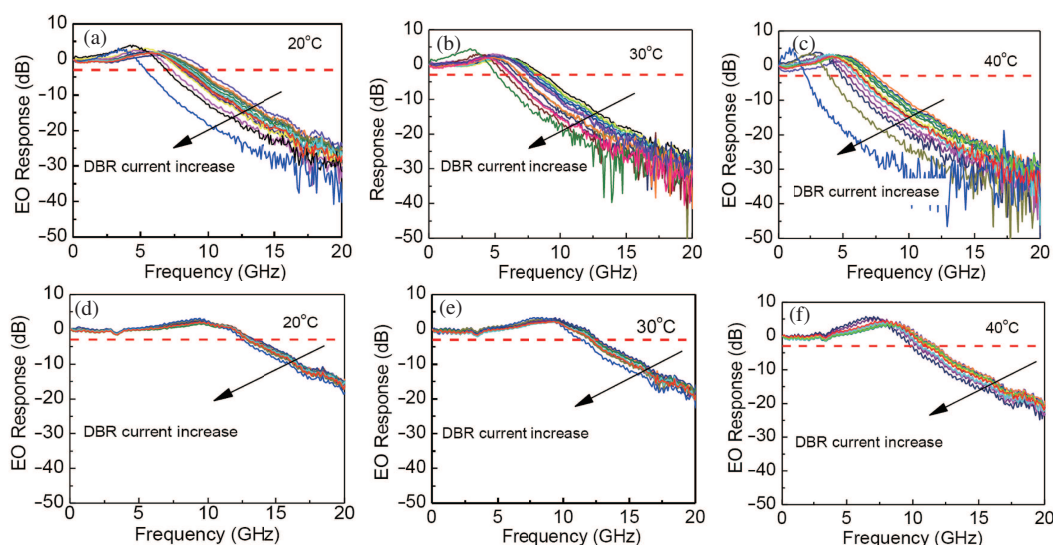 (a)
20°C
EO Response (dB)
10
0
–10
–20
–30
–40
–50
DBR current increase
0 5 10 15 20
Frequency (GHz)
(b)
30°C
Response (dB)
10
0
–10
–20
–30
–40
–50
DBR current increase
0 5 10 15 20
Frequency (GHz)
(c)
40°C
EO Response (dB)
10
0
–10
–20
–30
–40
–50
DBR current increase
0 5 10 15 20
Frequency (GHz)
(d)
20°C
EO Response (dB)
10
0
–10
–20
–30
–40
–50
DBR current increase
0 5 10 15 20
Frequency (GHz)
(e)
30°C
EO Response (dB)
10
0
–10
–20
–30
–40
–50
DBR current increase
0 5 10 15 20
Frequency (GHz)
(f)
40°C
EO Response (dB)
10
0
–10
–20
–30
–40
–50
DBR current increase
0 5 10 15 20
Frequency (GHz)